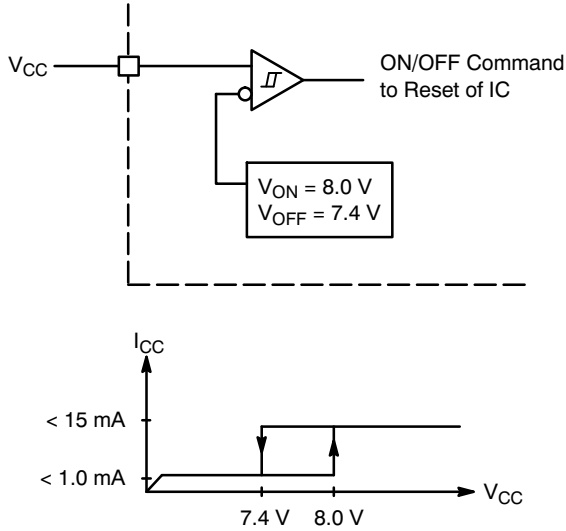 V_CC
ON/OFF Command
to Reset of IC
V_ON = 8.0 V
V_OFF = 7.4 V
I_CC
< 15 mA
< 1.0 mA
V_CC
7.4 V
8.0 V